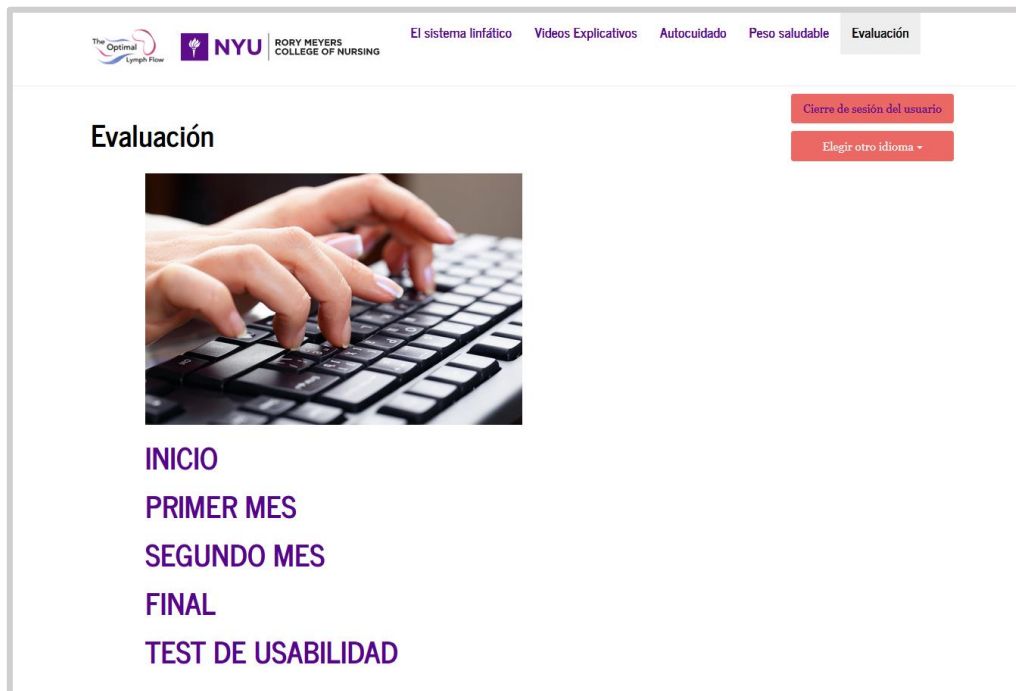 The Optimal Lymph Flow
NYU
RORY MEYERS
COLLEGE OF NURSING
El sistema linfático
Videos Explicativos
Autocuidado
Peso saludable
Evaluación
Cierre de sesión del usuario
Elegir otro idioma
Evaluación
INICIO
PRIMER MES
SEGUNDO MES
FINAL
TEST DE USABILIDAD